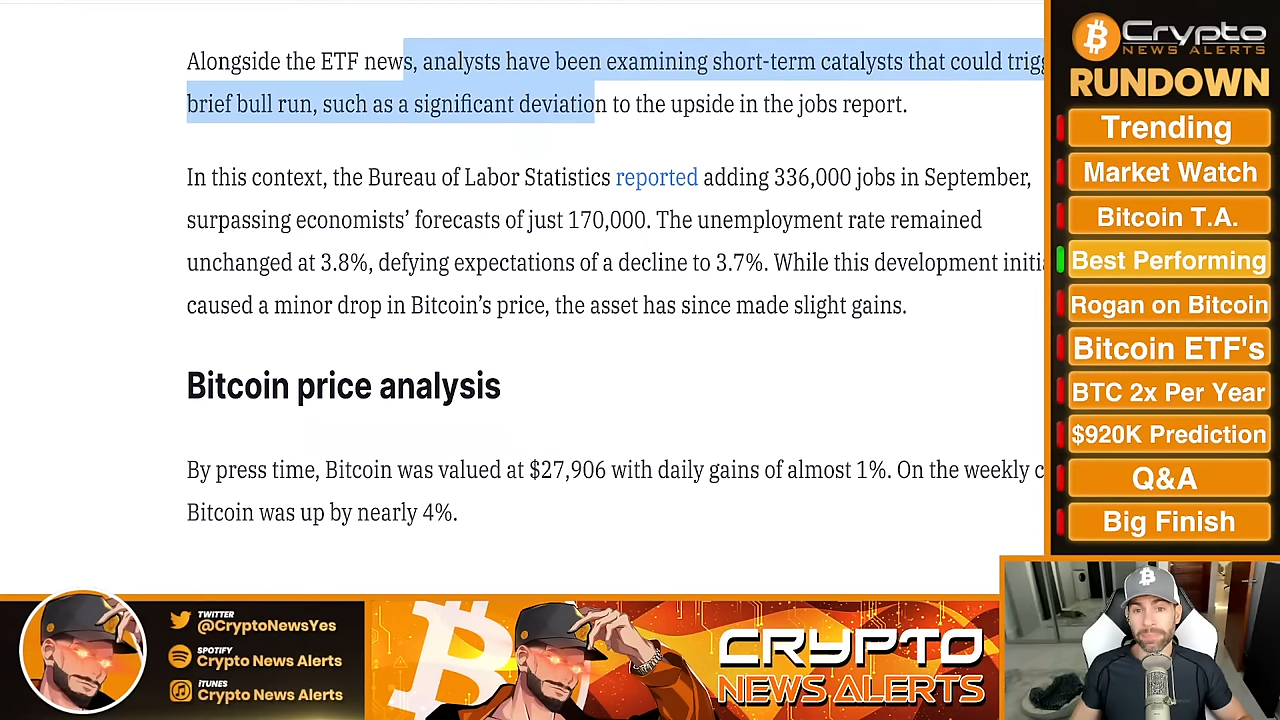 Alongside the ETF news, analysts have been examining short-term catalysts that could trigg
brief bull run, such as a significant deviation to the upside in the jobs report.
In this context, the Bureau of Labor Statistics reported adding 336,000 jobs in September,
surpassing economists’ forecasts of just 170,000. The unemployment rate remained
unchanged at 3.8%, defying expectations of a decline to 3.7%. While this development initi
caused a minor drop in Bitcoin’s price, the asset has since made slight gains.
Bitcoin price analysis
By press time, Bitcoin was valued at $27,906 with daily gains of almost 1%. On the weekly c
Bitcoin was up by nearly 4%.
Crypto
NEWS ALERTS
RUNDOWN
Trending
Market Watch
Bitcoin T.A.
Best Performing
Rogan on Bitcoin
Bitcoin ETF's
BTC 2x Per Year
$920K Prediction
Q&A
Big Finish
TWITTER
@CryptoNewsYes
SPOTIFY
Crypto News Alerts
iTUNES
Crypto News Alerts
CRYPTO
NEWS ALERTS